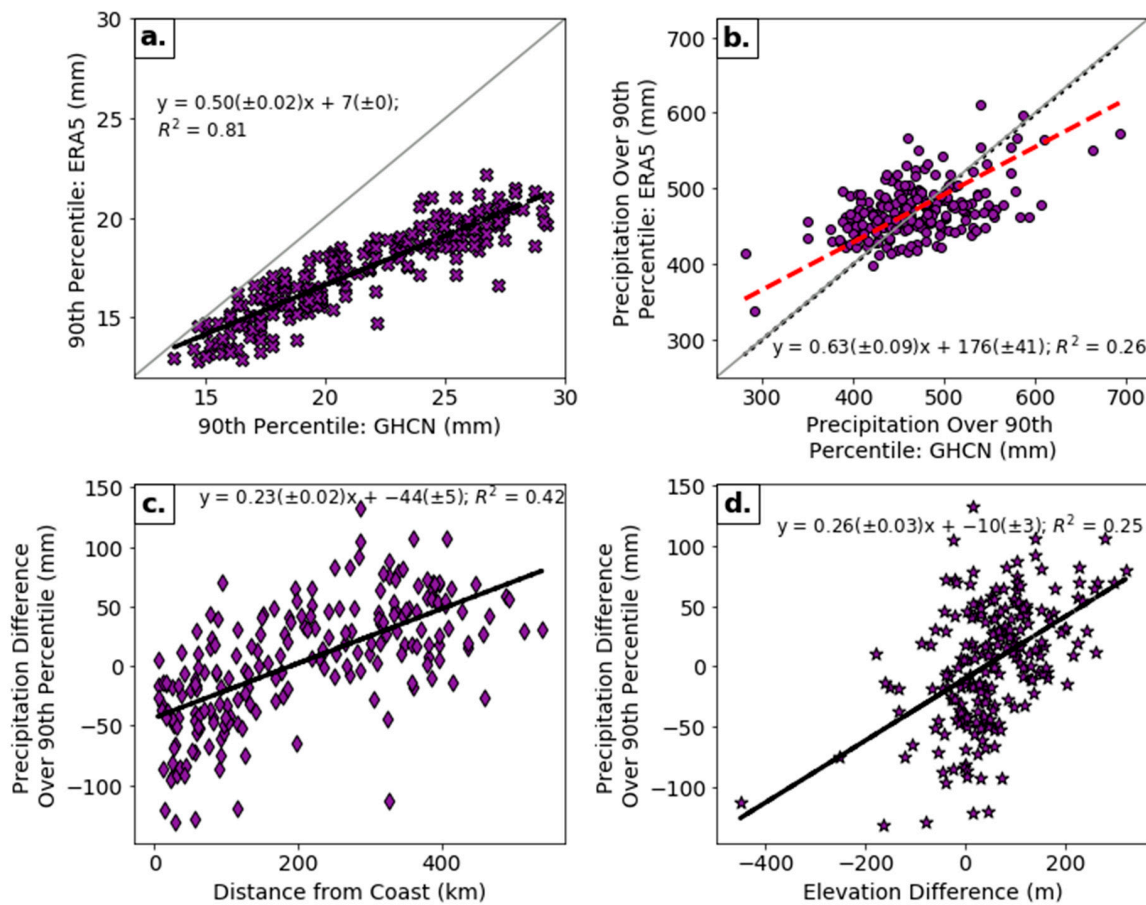 a.
30
25
20
15
90th Percentile: ERA5 (mm)
y = 0.50(±0.02)x + 7(±0);
R² = 0.81
15
20
25
30
90th Percentile: GHCN (mm)
b.
700
600
500
400
300
Precipitation Over 90th
Percentile: ERA5 (mm)
y = 0.63(±0.09)x + 176(±41); R² = 0.26
300
400
500
600
700
Precipitation Over 90th
Percentile: GHCN (mm)
c.
150
100
50
0
−50
−100
Precipitation Difference
Over 90th Percentile (mm)
y = 0.23(±0.02)x + −44(±5); R² = 0.42
0
200
400
Distance from Coast (km)
d.
150
100
50
0
−50
−100
Precipitation Difference
Over 90th Percentile (mm)
y = 0.26(±0.03)x + −10(±3); R² = 0.25
−400
−200
0
200
Elevation Difference (m)